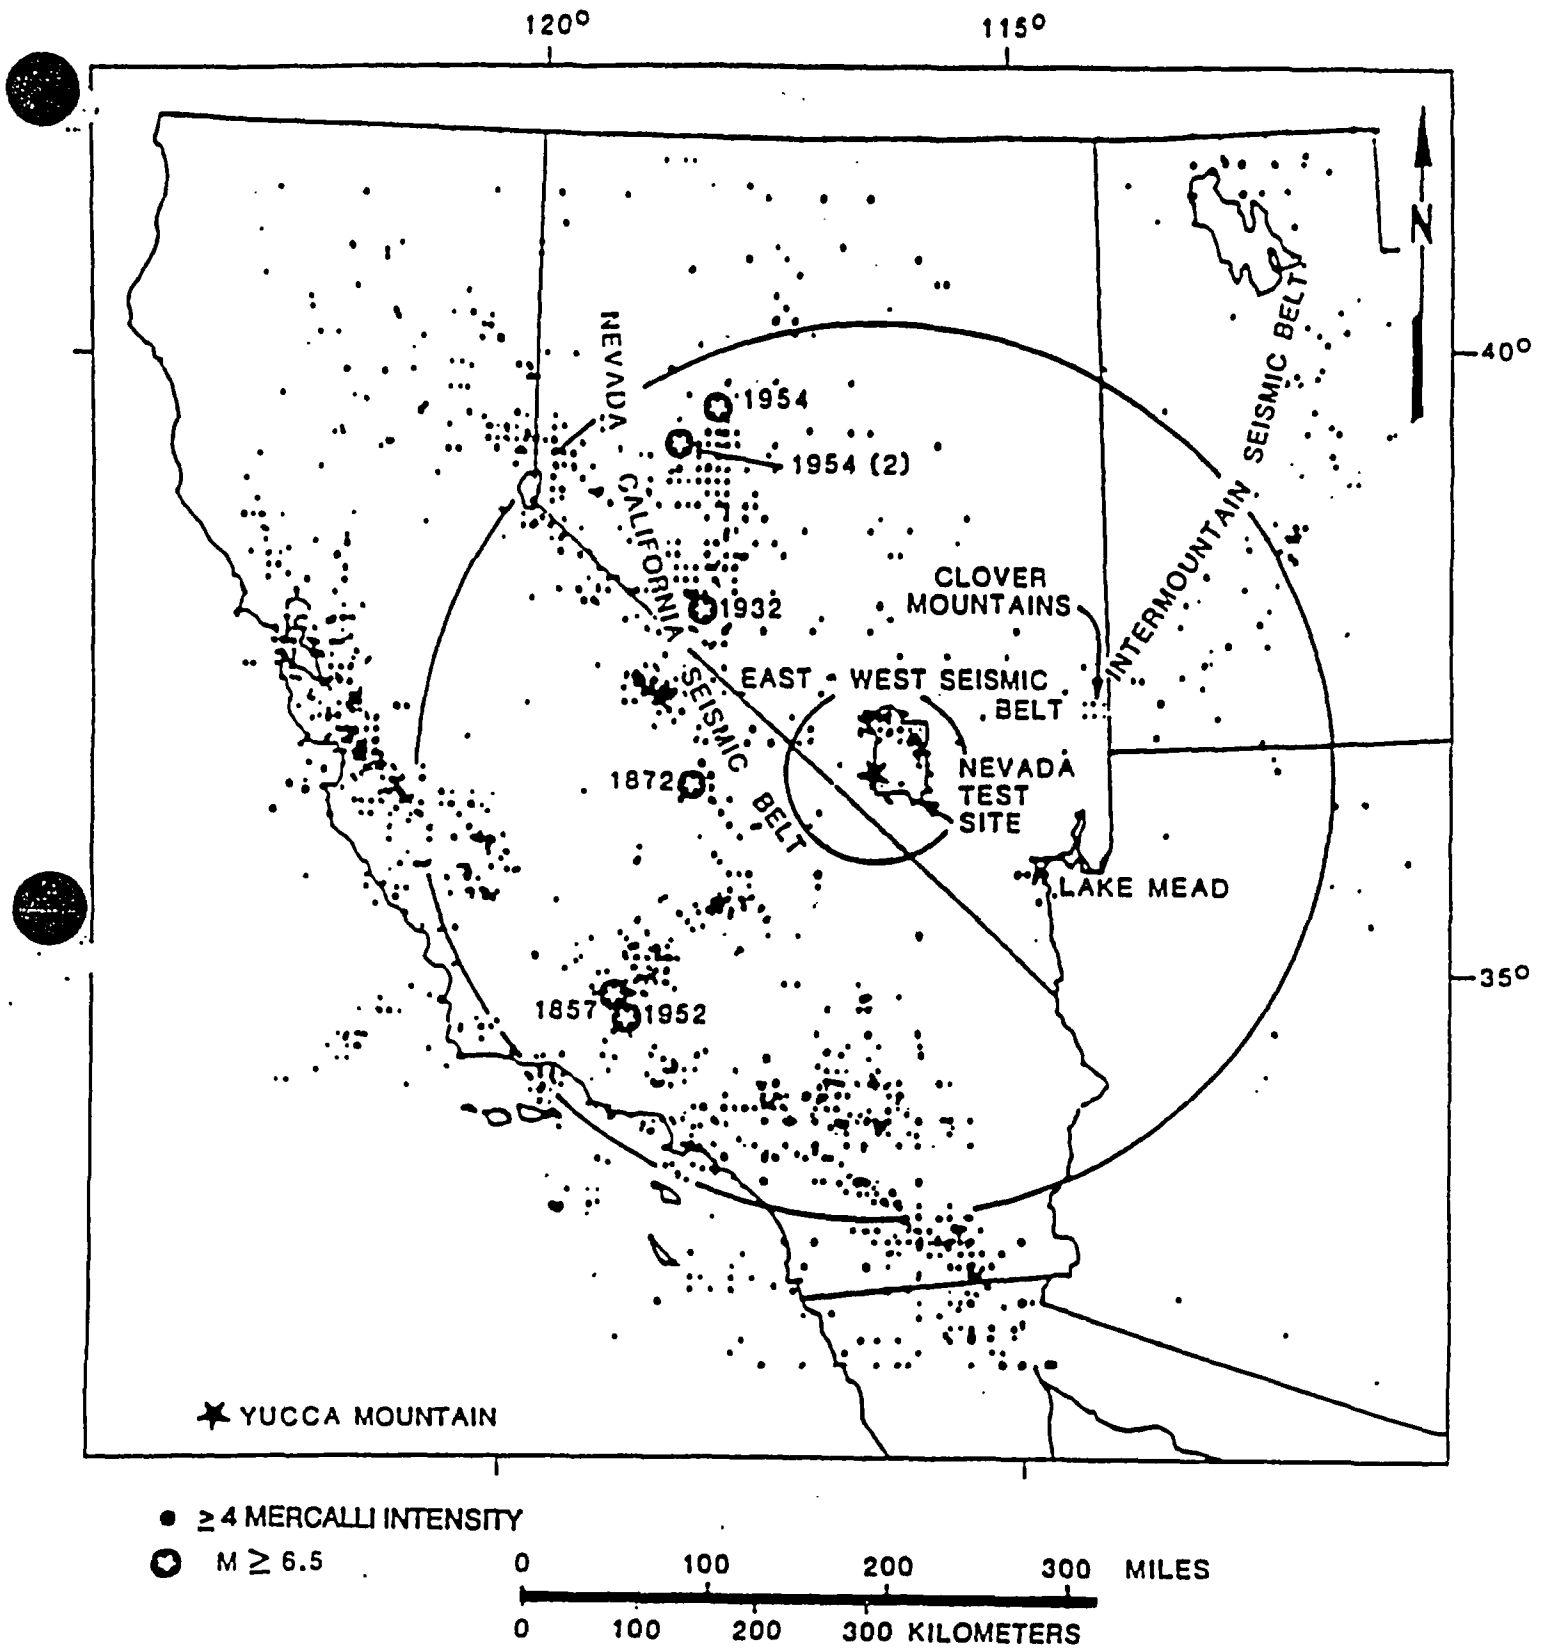 120° 115°
N
40°
NEVADA - CALIFORNIA SEISMIC BELT
INTERMOUNTAIN SEISMIC BELT
1954
1954 (2)
CLOVER
MOUNTAINS
1932
EAST - WEST SEISMIC
BELT
1872
NEVADA
TEST
SITE
LAKE MEAD
35°
1857 1952
YUCCA MOUNTAIN
≥ 4 MERCALLI INTENSITY
M ≥ 6.5
0 100 200 300 MILES
0 100 200 300 KILOMETERS